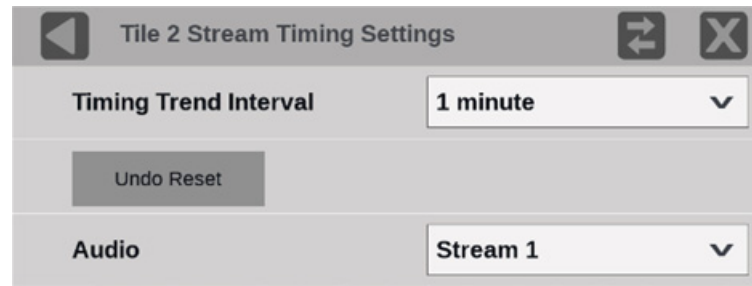 Tile 2 Stream Timing Settings
Timing Trend Interval 1 minute
Undo Reset
Audio Stream 1